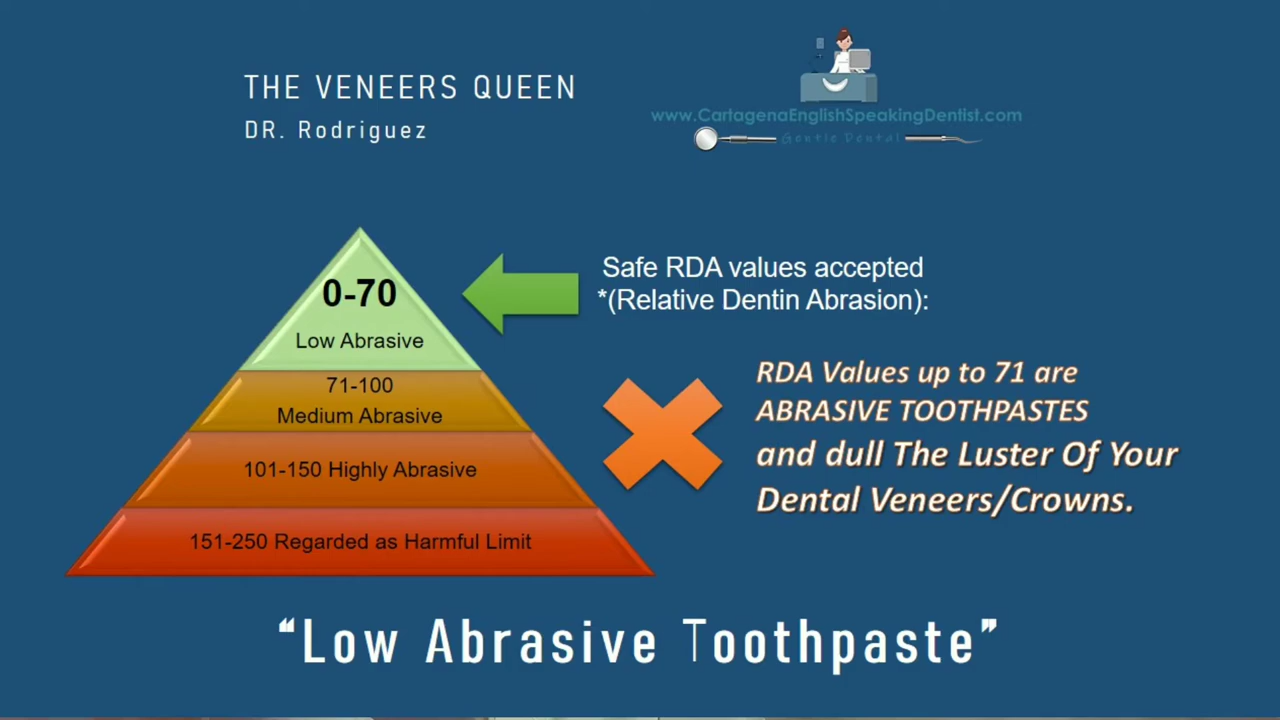 THE VENEERS QUEEN
DR. Rodriguez
www.CartagenaEnglishSpeakingDentist.com
Gentle Dental
0-70
Low Abrasive
71-100
Medium Abrasive
101-150 Highly Abrasive
151-250 Regarded as Harmful Limit
Safe RDA values accepted
*(Relative Dentin Abrasion):
RDA Values up to 71 are
ABRASIVE TOOTHPASTES
and dull The Luster Of Your
Dental Veneers/Crowns.
“Low Abrasive Toothpaste”